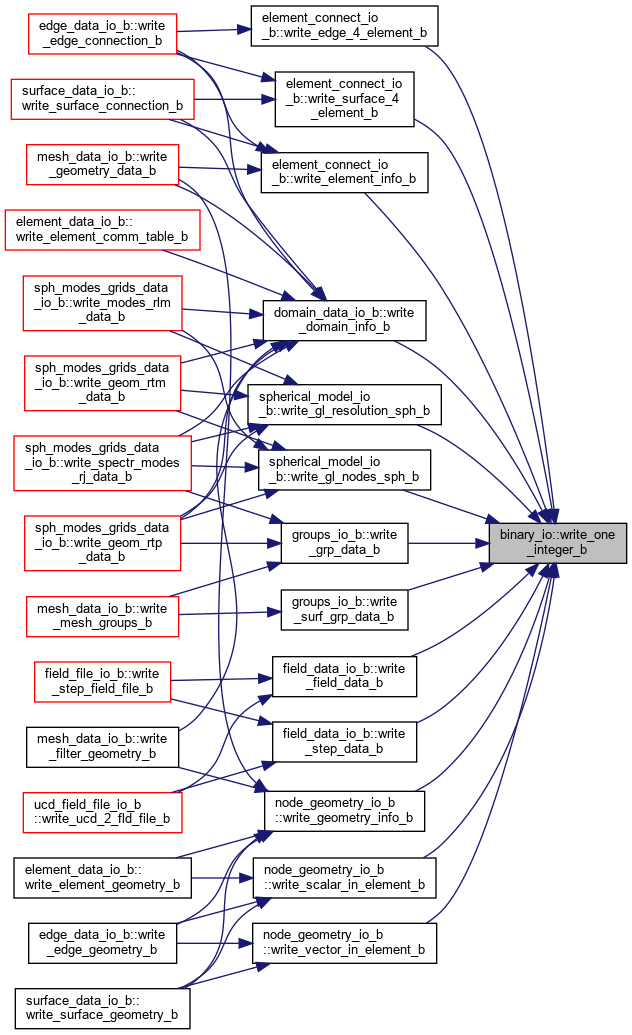 edge_data_io_b::write
_edge_connection_b
surface_data_io_b::
write_surface_connection_b
mesh_data_io_b::write
_geometry_data_b
element_data_io_b::
write_element_comm_table_b
sph_modes_grids_data
_io_b::write_modes_rlm
_data_b
sph_modes_grids_data
_io_b::write_geom_rtm
_data_b
sph_modes_grids_data
_io_b::write_spectr_modes
_rj_data_b
sph_modes_grids_data
_io_b::write_geom_rtp
_data_b
mesh_data_io_b::write
_mesh_groups_b
field_file_io_b::write
_step_field_file_b
mesh_data_io_b::write
_filter_geometry_b
ucd_field_file_io_b
::write_ucd_2_fld_file_b
element_data_io_b::
write_element_geometry_b
edge_data_io_b::write
_edge_geometry_b
surface_data_io_b::
write_surface_geometry_b
element_connect_io
_b::write_edge_4_element_b
element_connect_io
_b::write_surface_4
_element_b
element_connect_io
_b::write_element_info_b
domain_data_io_b::write
_domain_info_b
spherical_model_io
_b::write_gl_resolution_sph_b
spherical_model_io
_b::write_gl_nodes_sph_b
groups_io_b::write
_grp_data_b
groups_io_b::write
_surf_grp_data_b
field_data_io_b::write
_field_data_b
field_data_io_b::write
_step_data_b
node_geometry_io_b
::write_geometry_info_b
node_geometry_io_b
::write_scalar_in_element_b
node_geometry_io_b
::write_vector_in_element_b
binary_io::write_one
_integer_b